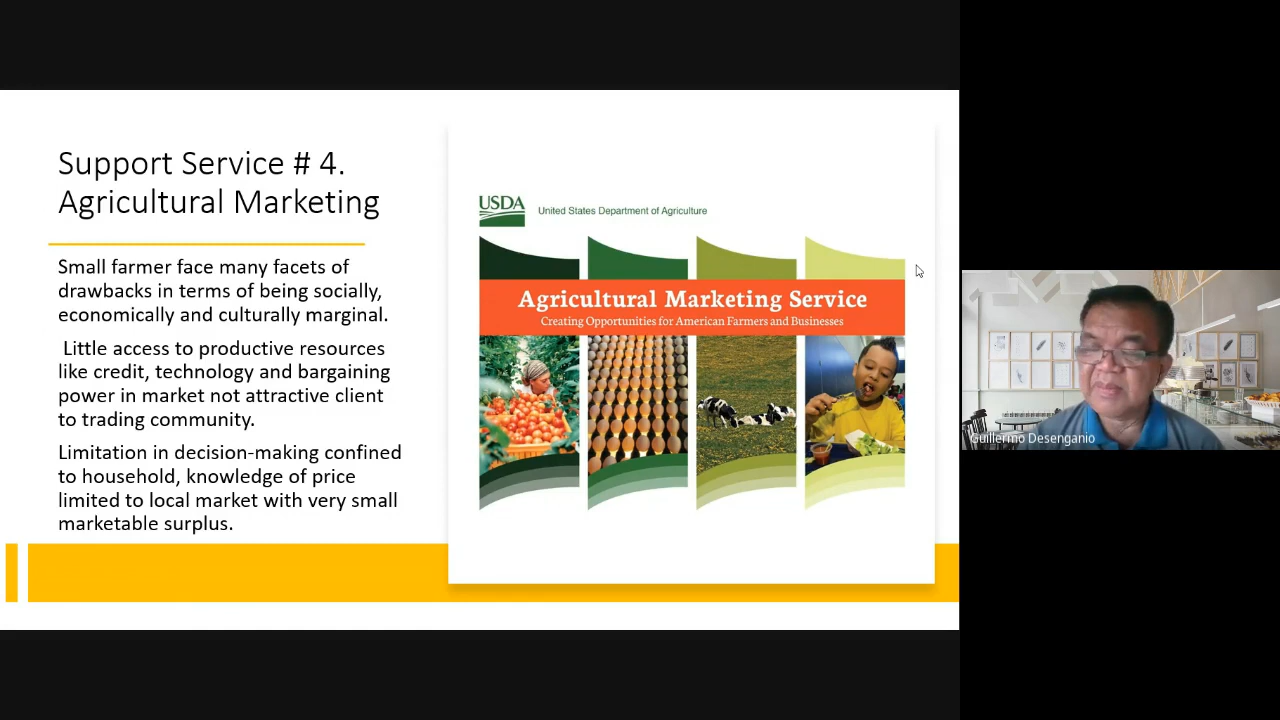 Support Service # 4.
Agricultural Marketing
Small farmer face many facets of
drawbacks in terms of being socially,
economically and culturally marginal.
Little access to productive resources
like credit, technology and bargaining
power in market not attractive client
to trading community.
Limitation in decision-making confined
to household, knowledge of price
limited to local market with very small
marketable surplus.
USDA
United States Department of Agriculture
Agricultural Marketing Service
Creating Opportunities for American Farmers and Businesses
Guillermo Desenganio